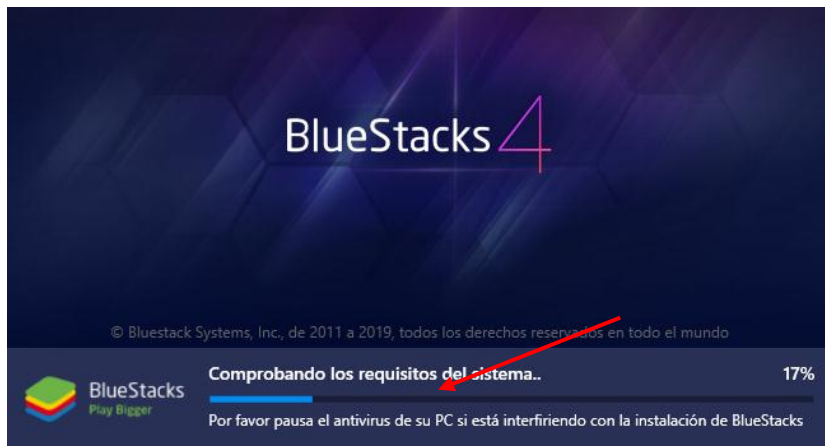 BlueStacks 4
© Bluestack Systems, Inc., de 2011 a 2019, todos los derechos reservados en todo el mundo
Comprobando los requisitos del sistema.. 17%
BlueStacks
Play Bigger
Por favor pausa el antivirus de su PC si está interfiriendo con la instalación de BlueStacks